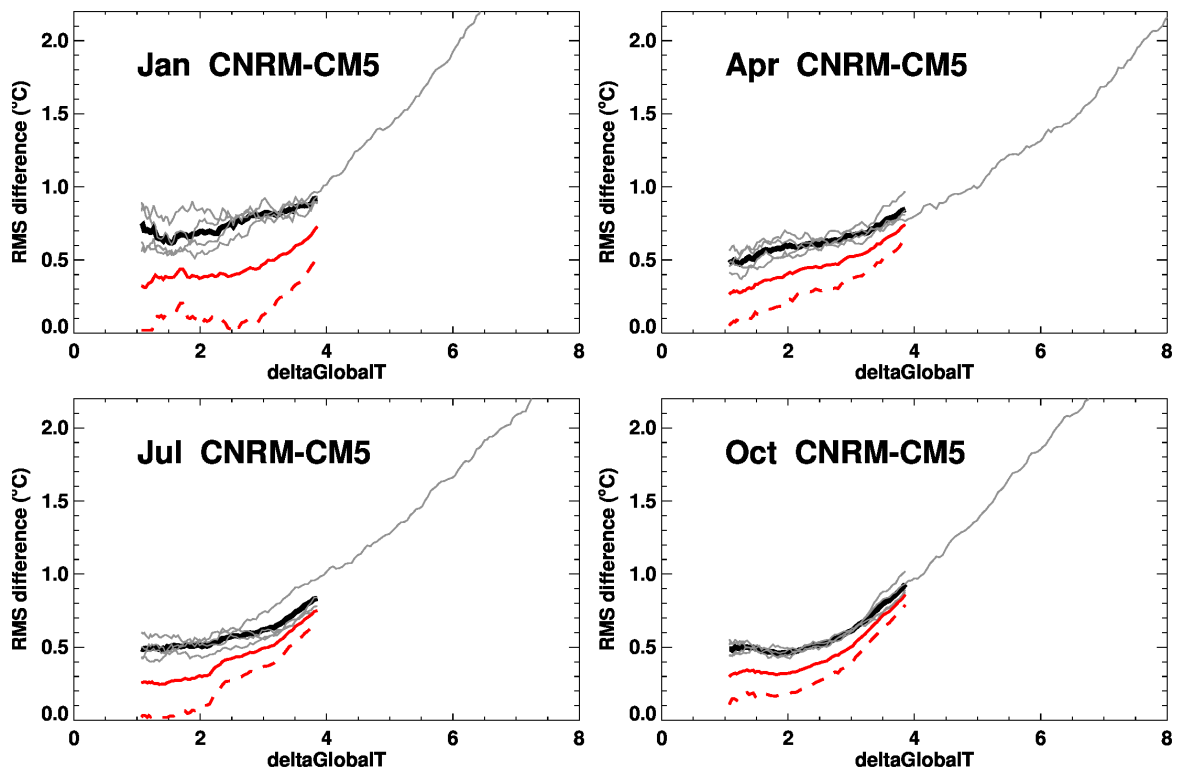 Jan CNRM-CM5
RMS difference (°C)
2.0
1.5
1.0
0.5
0.0
0 2 4 6 8
deltaGlobalT
Apr CNRM-CM5
RMS difference (°C)
2.0
1.5
1.0
0.5
0.0
0 2 4 6 8
deltaGlobalT
Jul CNRM-CM5
RMS difference (°C)
2.0
1.5
1.0
0.5
0.0
0 2 4 6 8
deltaGlobalT
Oct CNRM-CM5
RMS difference (°C)
2.0
1.5
1.0
0.5
0.0
0 2 4 6 8
deltaGlobalT